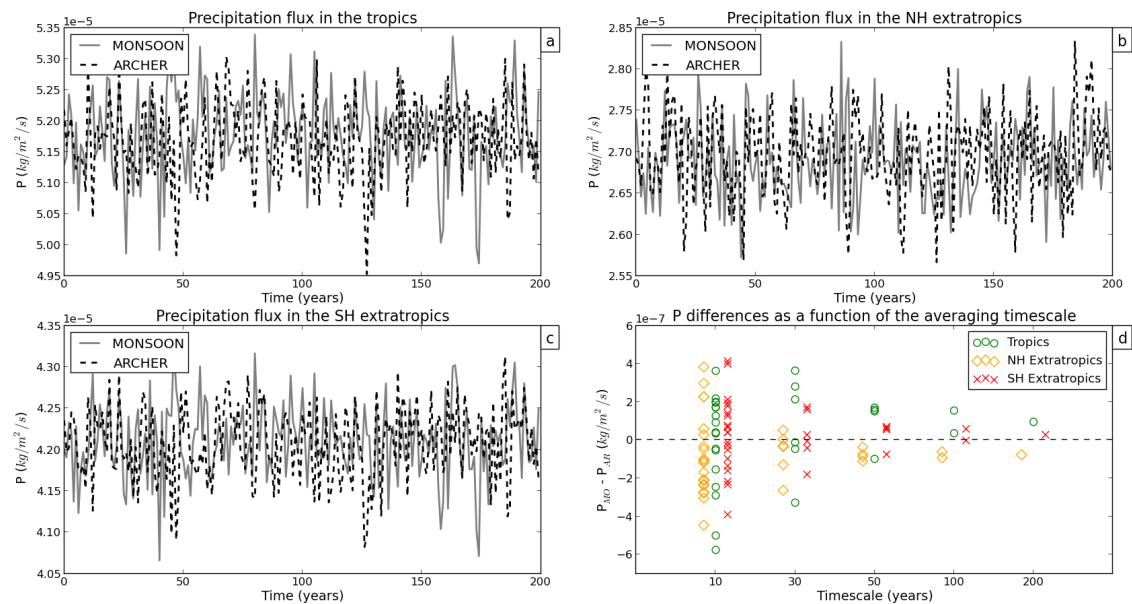 Precipitation flux in the tropics
1e−5
a
MONSOON
ARCHER
P (kg/m² /s)
5.35
5.30
5.25
5.20
5.15
5.10
5.05
5.00
4.95
0 50 100 150 200
Time (years)
Precipitation flux in the NH extratropics
1e−5
b
MONSOON
ARCHER
P (kg/m² /s)
2.85
2.80
2.75
2.70
2.65
2.60
2.55
0 50 100 150 200
Time (years)
Precipitation flux in the SH extratropics
1e−5
c
MONSOON
ARCHER
P (kg/m² /s)
4.35
4.30
4.25
4.20
4.15
4.10
4.05
0 50 100 150 200
Time (years)
P differences as a function of the averaging timescale
1e−7
d
Tropics
NH Extratropics
SH Extratropics
P_MO - P_AR (kg/m² /s)
6
4
2
0
−2
−4
−6
10 30 50 100 200
Timescale (years)